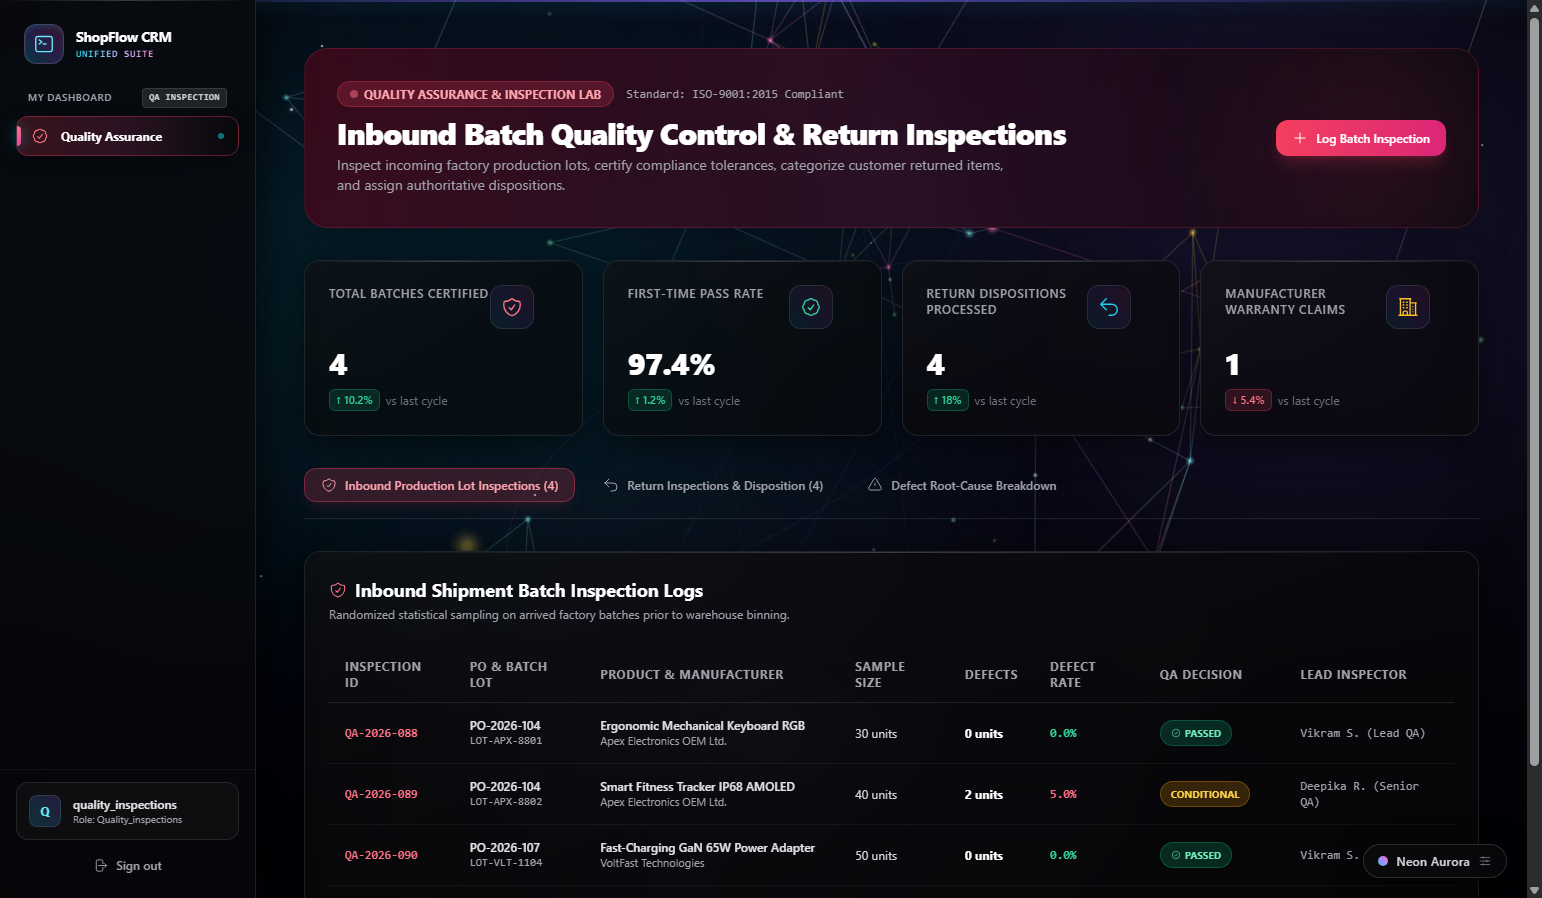 ShopFlow CRM
UNIFIED SUITE
MY DASHBOARD
QA INSPECTION
Quality Assurance
quality_inspections
Role: Quality_inspections
Sign out
QUALITY ASSURANCE & INSPECTION LAB
Standard: ISO-9001:2015 Compliant
Inbound Batch Quality Control & Return Inspections
Inspect incoming factory production lots, certify compliance tolerances, categorize customer returned items,
and assign authoritative dispositions.
Log Batch Inspection
TOTAL BATCHES CERTIFIED
4
↑ 10.2% vs last cycle
FIRST-TIME PASS RATE
97.4%
↑ 1.2% vs last cycle
RETURN DISPOSITIONS
PROCESSED
4
↑ 18% vs last cycle
MANUFACTURER
WARRANTY CLAIMS
1
↓ 5.4% vs last cycle
Inbound Production Lot Inspections (4)
Return Inspections & Disposition (4)
Defect Root-Cause Breakdown
Inbound Shipment Batch Inspection Logs
Randomized statistical sampling on arrived factory batches prior to warehouse binning.
INSPECTION ID
PO & BATCH LOT
PRODUCT & MANUFACTURER
SAMPLE SIZE
DEFECTS
DEFECT RATE
QA DECISION
LEAD INSPECTOR
QA-2026-088
PO-2026-104
LOT-APX-8801
Ergonomic Mechanical Keyboard RGB
Apex Electronics OEM Ltd.
30 units
0 units
0.0%
PASSED
Vikram S. (Lead QA)
QA-2026-089
PO-2026-104
LOT-APX-8802
Smart Fitness Tracker IP68 AMOLED
Apex Electronics OEM Ltd.
40 units
2 units
5.0%
CONDITIONAL
Deepika R. (Senior
QA)
QA-2026-090
PO-2026-107
LOT-VLT-1104
Fast-Charging GaN 65W Power Adapter
VoltFast Technologies
50 units
0 units
0.0%
PASSED
Vikram S.
Neon Aurora